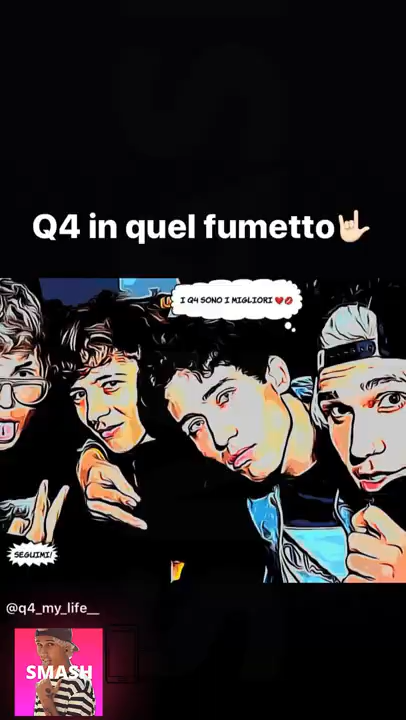 Q4 in quel fumetto🤟🏻
I Q4 SONO I MIGLIORI ❤️💋
SEGUIMI!
@q4_my_life__
SMASH